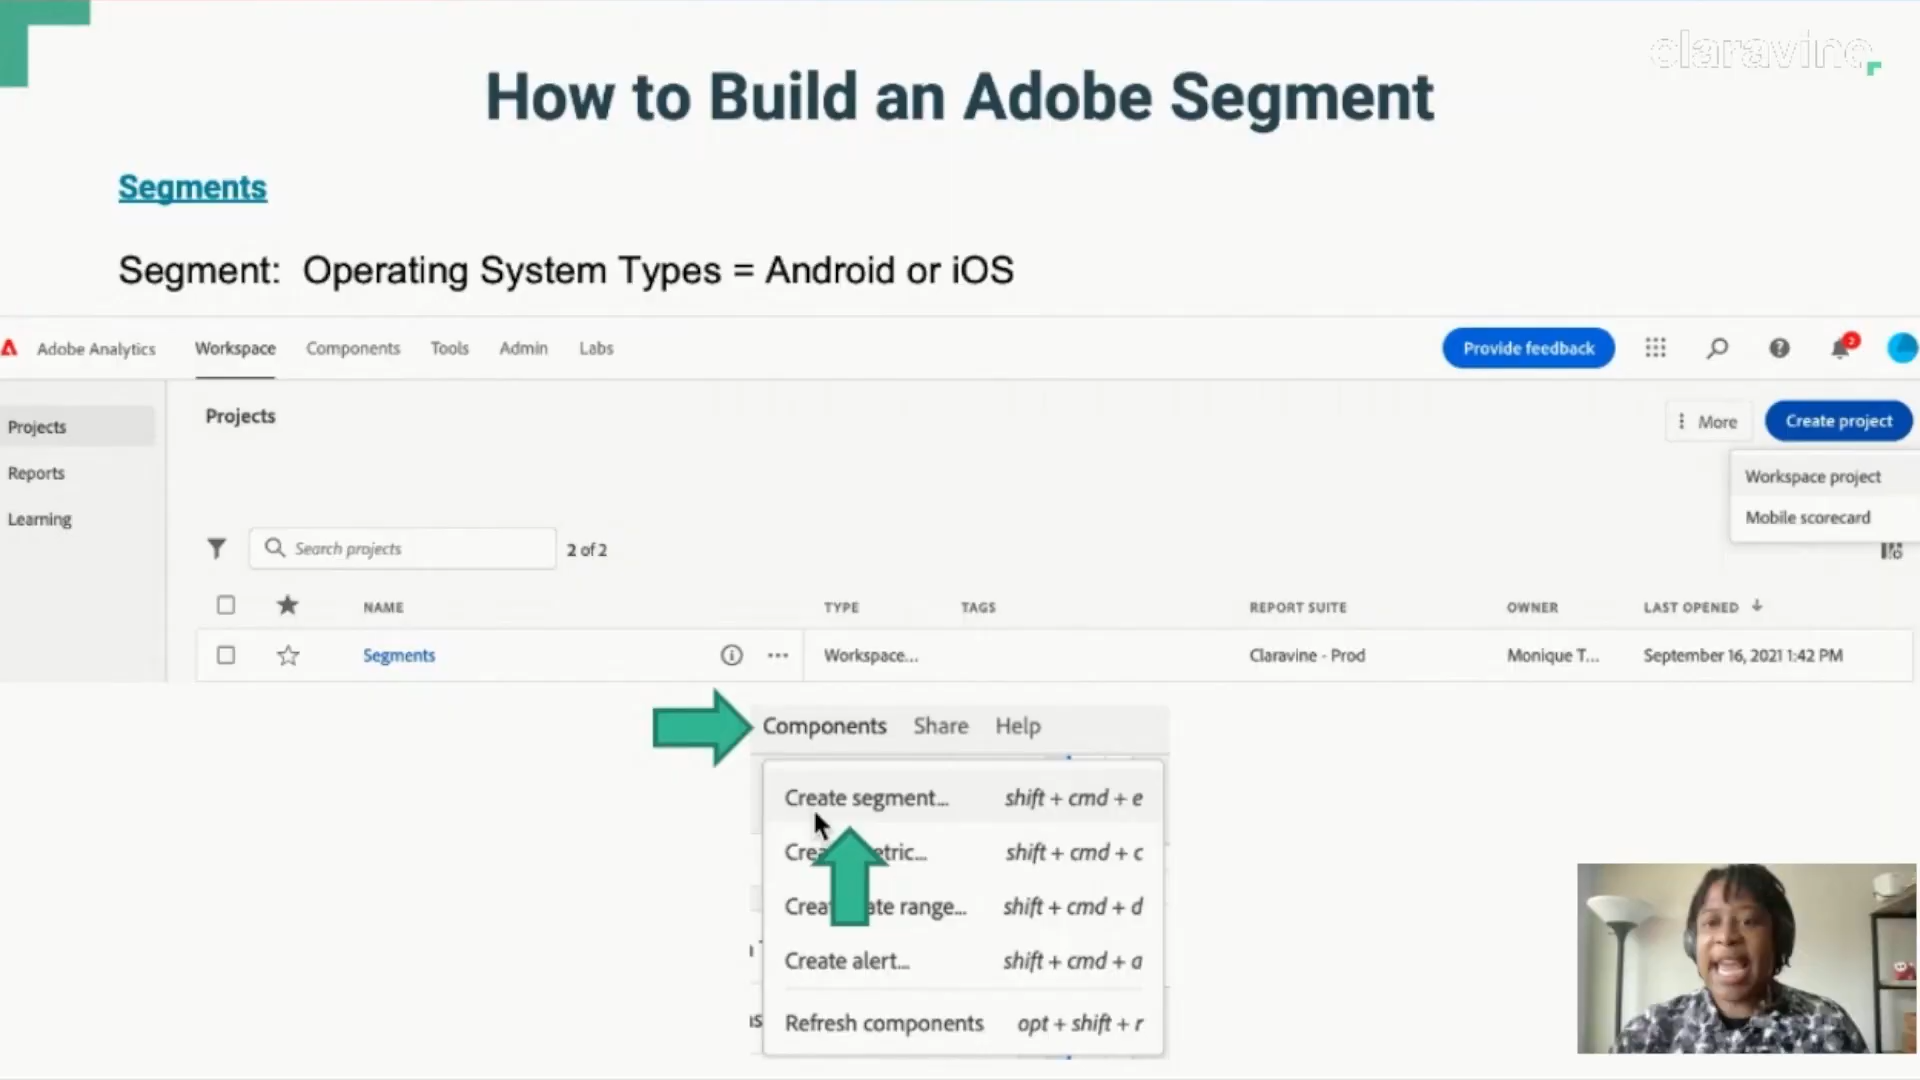 claravine
How to Build an Adobe Segment
Segments
Segment: Operating System Types = Android or iOS
Adobe Analytics Workspace Components Tools Admin Labs Provide feedback 2
Projects Projects More Create project
Reports Workspace project
Learning Mobile scorecard
Search projects 2 of 2
NAME TYPE TAGS REPORT SUITE OWNER LAST OPENED
Segments Workspace... Claravine - Prod Monique T... September 16, 2021 1:42 PM
Components Share Help
Create segment... shift + cmd + e
shift + cmd + c
range... shift + cmd + d
Create alert... shift + cmd + a
Refresh components opt + shift + r